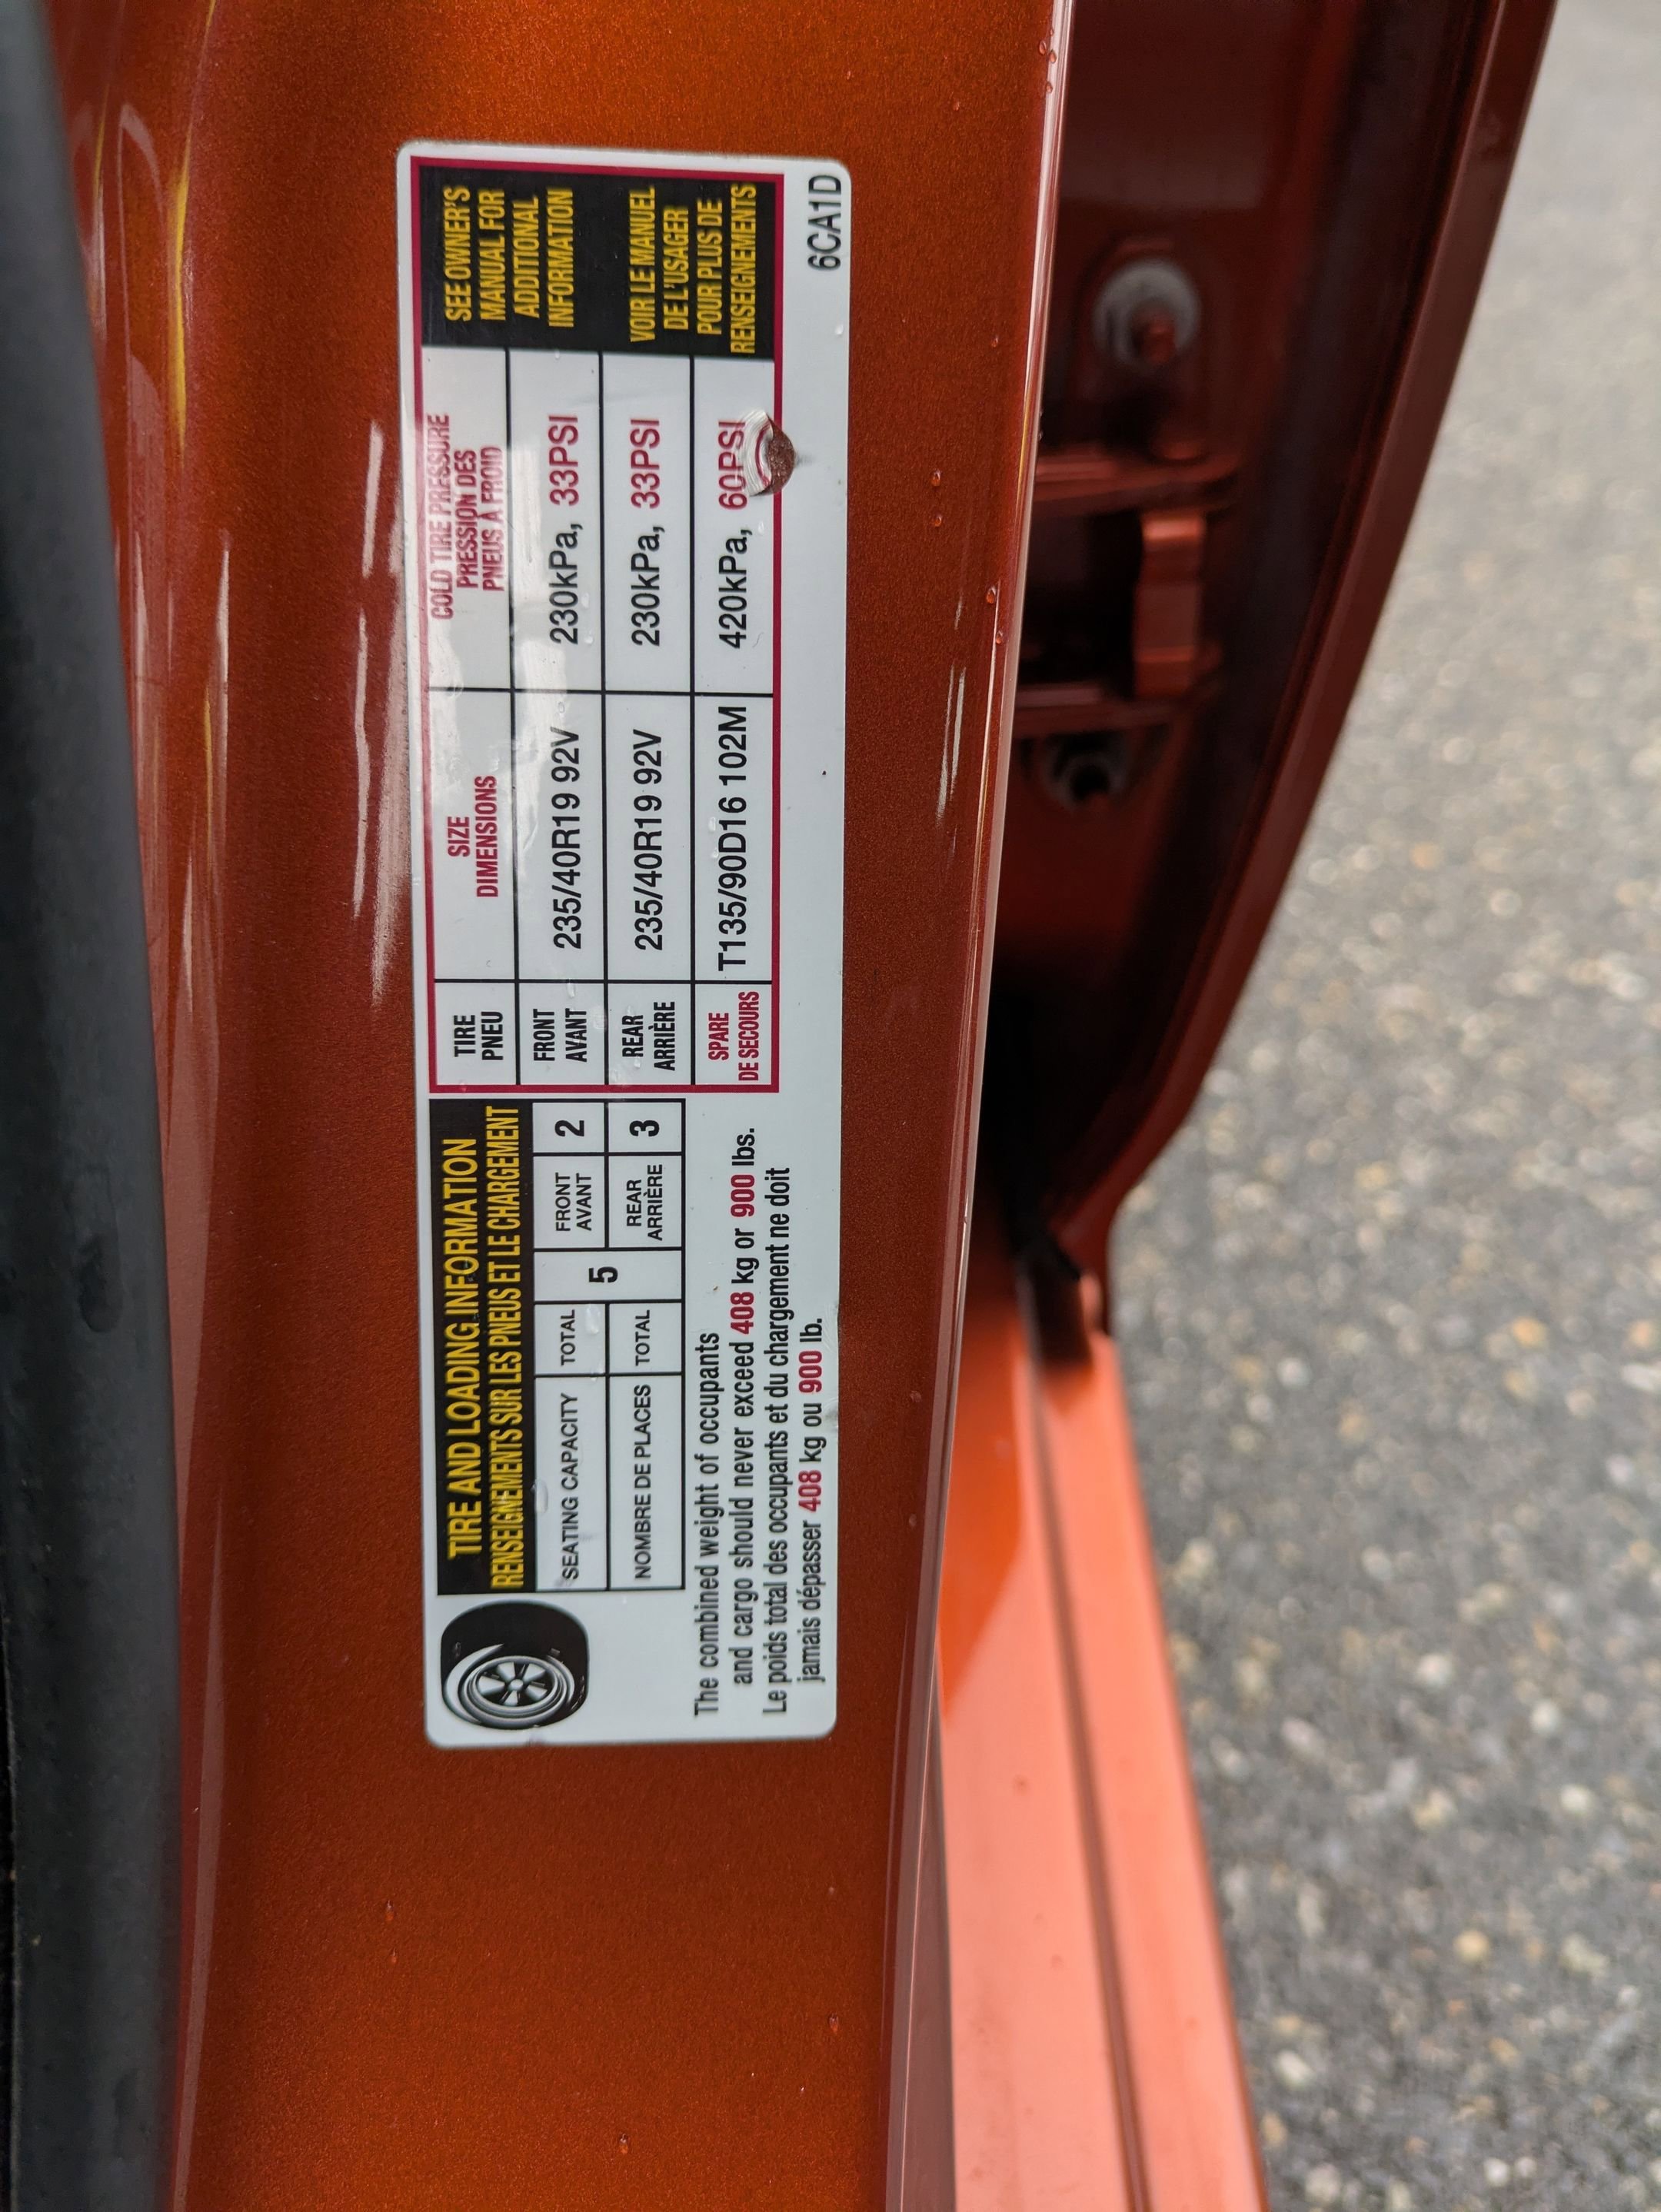 TIRE AND LOADING INFORMATION
RENSEIGNEMENTS SUR LES PNEUS ET LE CHARGEMENT
SEATING CAPACITY TOTAL 5 FRONT AVANT 2
NOMBRE DE PLACES TOTAL REAR ARRIÈRE 3
The combined weight of occupants
and cargo should never exceed 408 kg or 900 lbs.
Le poids total des occupants et du chargement ne doit
jamais dépasser 408 kg ou 900 lb.
TIRE
PNEU
SIZE
DIMENSIONS
COLD TIRE PRESSURE
PRESSION DES
PNEUS À FROID
FRONT
AVANT
235/40R19 92V
230kPa, 33PSI
REAR
ARRIÈRE
235/40R19 92V
230kPa, 33PSI
SPARE
DE SECOURS
T135/90D16 102M
420kPa, 60PSI
SEE OWNER'S
MANUAL FOR
ADDITIONAL
INFORMATION
VOIR LE MANUEL
DE L'USAGER
POUR PLUS DE
RENSEIGNEMENTS
6CA1D